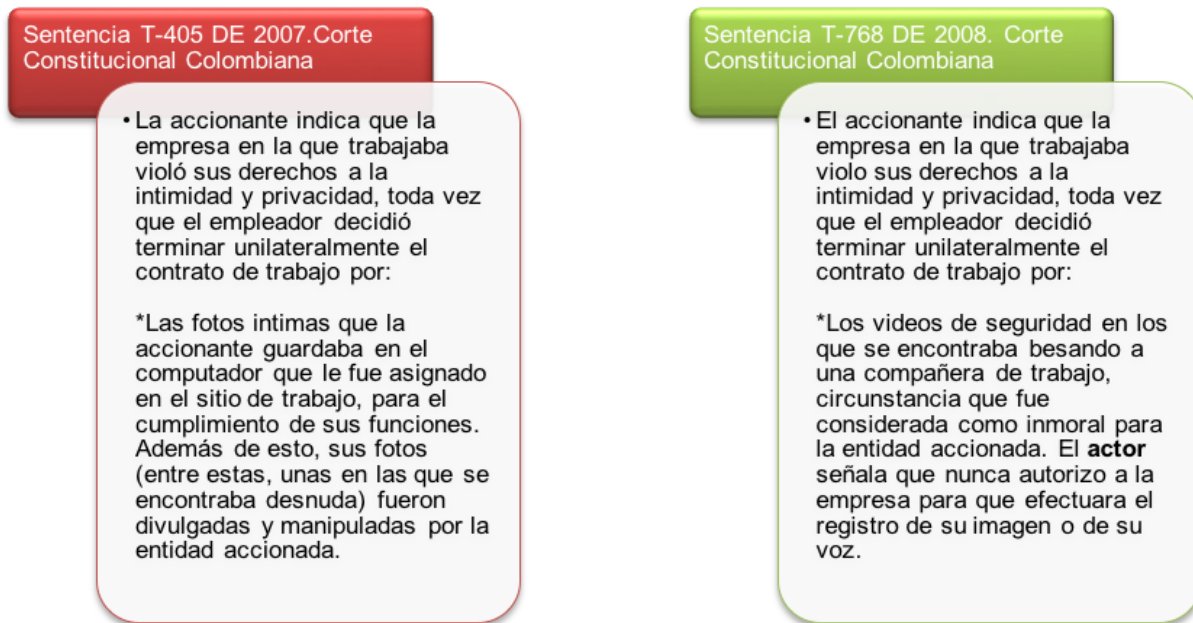 Sentencia T-405 DE 2007.Corte
Constitucional Colombiana
• La accionante indica que la
empresa en la que trabajaba
violó sus derechos a la
intimidad y privacidad, toda vez
que el empleador decidió
terminar unilateralmente el
contrato de trabajo por:
*Las fotos intimas que la
accionante guardaba en el
computador que le fue asignado
en el sitio de trabajo, para el
cumplimiento de sus funciones.
Además de esto, sus fotos
(entre estas, unas en las que se
encontraba desnuda) fueron
divulgadas y manipuladas por la
entidad accionada.
Sentencia T-768 DE 2008. Corte
Constitucional Colombiana
• El accionante indica que la
empresa en la que trabajaba
violo sus derechos a la
intimidad y privacidad, toda vez
que el empleador decidió
terminar unilateralmente el
contrato de trabajo por:
*Los videos de seguridad en los
que se encontraba besando a
una compañera de trabajo,
circunstancia que fue
considerada como inmoral para
la entidad accionada. El actor
señala que nunca autorizo a la
empresa para que efectuara el
registro de su imagen o de su
voz.